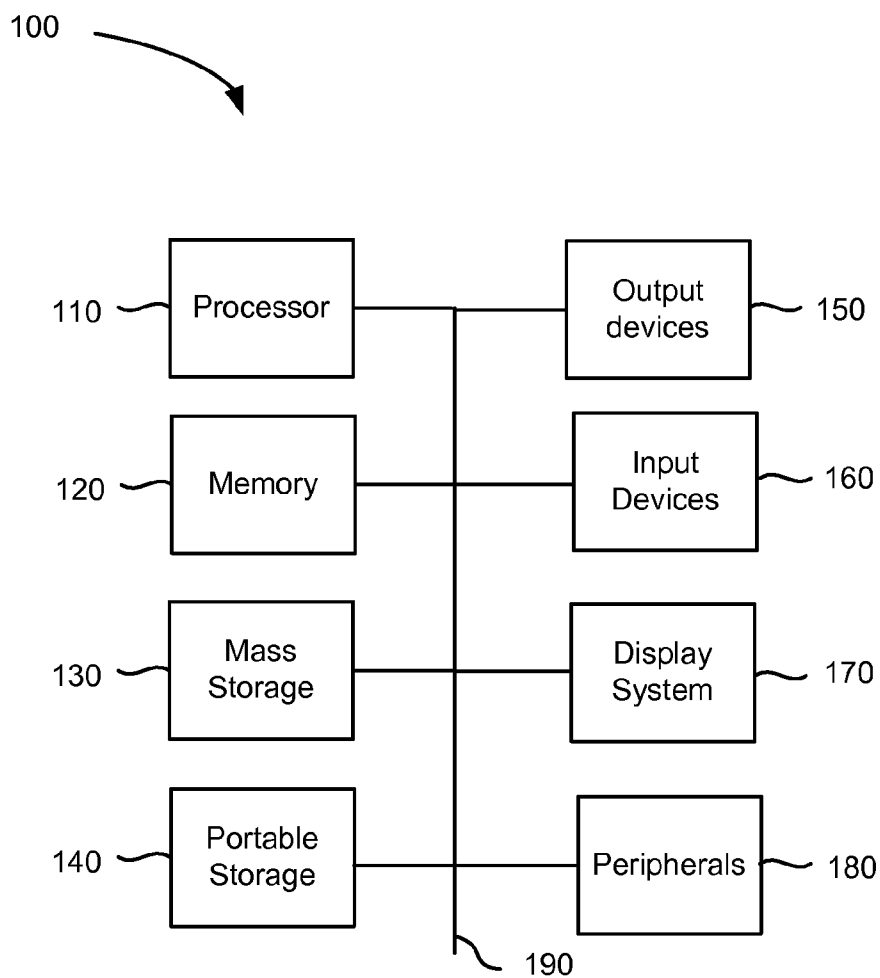 100
110
Processor
Output
devices
150
120
Memory
Input
Devices
160
130
Mass
Storage
Display
System
170
140
Portable
Storage
Peripherals
180
190